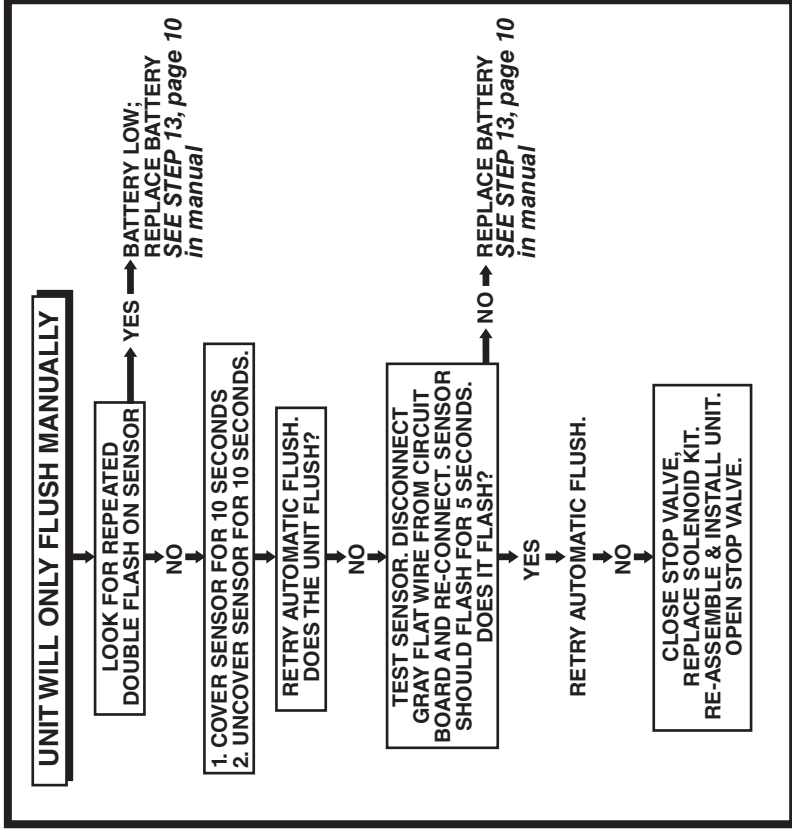 UNIT WILL ONLY FLUSH MANUALLY
LOOK FOR REPEATED
DOUBLE FLASH ON SENSOR
YES
BATTERY LOW;
REPLACE BATTERY
SEE STEP 13, page 10
in manual
NO
1. COVER SENSOR FOR 10 SECONDS
2. UNCOVER SENSOR FOR 10 SECONDS.
RETRY AUTOMATIC FLUSH.
DOES THE UNIT FLUSH?
NO
TEST SENSOR. DISCONNECT
GRAY FLAT WIRE FROM CIRCUIT
BOARD AND RE-CONNECT. SENSOR
SHOULD FLASH FOR 5 SECONDS.
DOES IT FLASH?
NO
REPLACE BATTERY
SEE STEP 13, page 10
in manual
YES
RETRY AUTOMATIC FLUSH.
NO
CLOSE STOP VALVE,
REPLACE SOLENOID KIT.
RE-ASSEMBLE & INSTALL UNIT.
OPEN STOP VALVE.